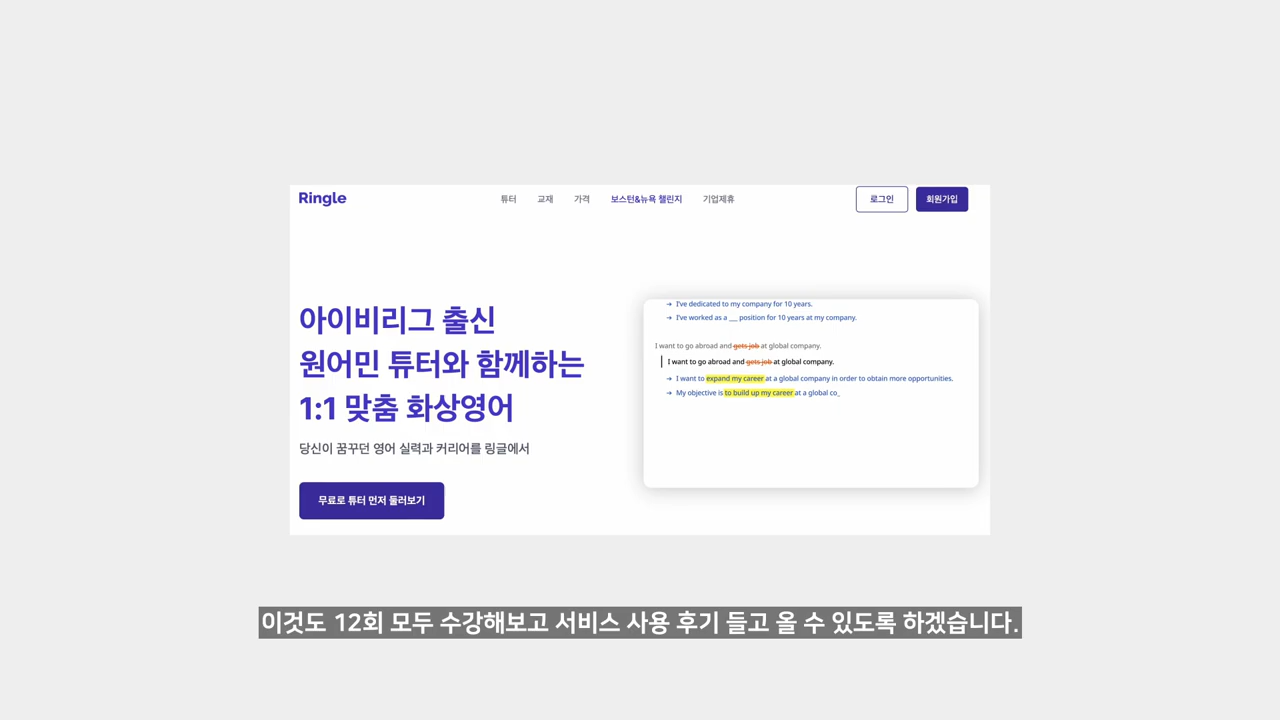 Ringle
튜터
교재
가격
보스턴&뉴욕 챌린지
기업제휴
로그인
회원가입
아이비리그 출신
원어민 튜터와 함께하는
1:1 맞춤 화상영어
당신이 꿈꾸던 영어 실력과 커리어를 링글에서
무료로 튜터 먼저 둘러보기
→ I've dedicated to my company for 10 years.
→ I've worked as a ___ position for 10 years at my company.
I want to go abroad and gets job at global company.
I want to go abroad and gets job at global company.
→ I want to expand my career at a global company in order to obtain more opportunities.
→ My objective is to build up my career at a global co_
이것도 12회 모두 수강해보고 서비스 사용 후기 들고 올 수 있도록 하겠습니다.